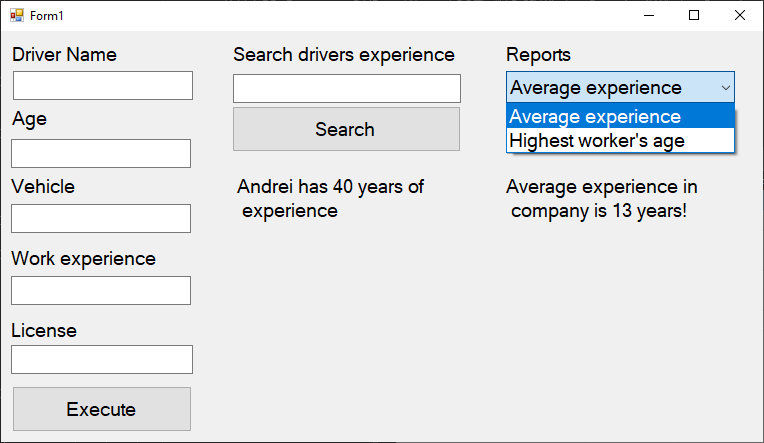 Form1
Driver Name
Age
Vehicle
Work experience
License
Execute
Search drivers experience
Search
Andrei has 40 years of
experience
Reports
Average experience
Average experience
Highest worker's age
Average experience in
company is 13 years!